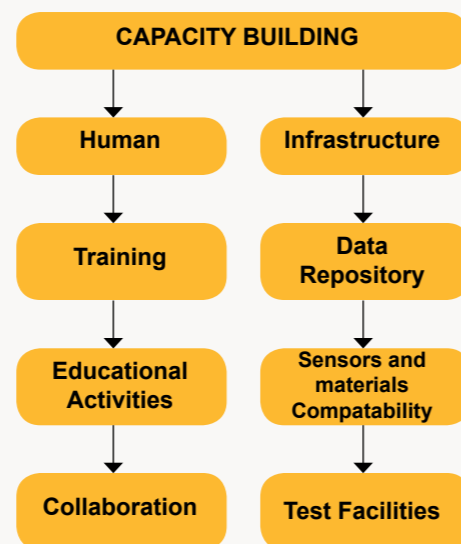 CAPACITY BUILDING
Human
Infrastructure
Training
Data
Repository
Educational
Activities
Sensors and
materials
Compatability
Collaboration
Test Facilities